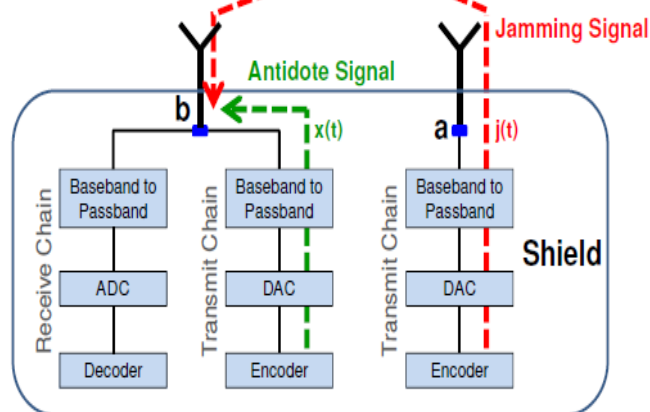 Jamming Signal
Antidote Signal
b
x(t)
a
j(t)
Receive Chain
Baseband to
Passband
ADC
Decoder
Transmit Chain
Baseband to
Passband
DAC
Encoder
Transmit Chain
Baseband to
Passband
DAC
Encoder
Shield